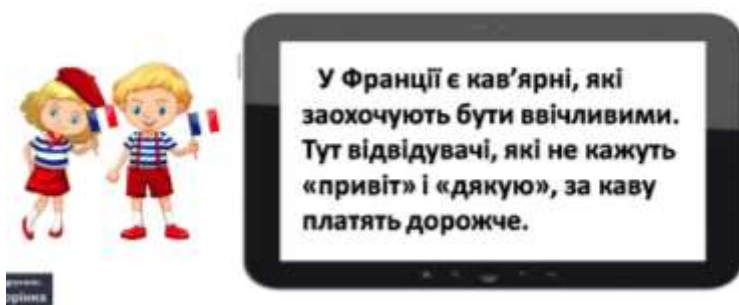 У Франції є кав’ярні, які
заохочують бути ввічливими.
Тут відвідувачі, які не кажуть
«привіт» і «дякую», за каву
платять дорожче.